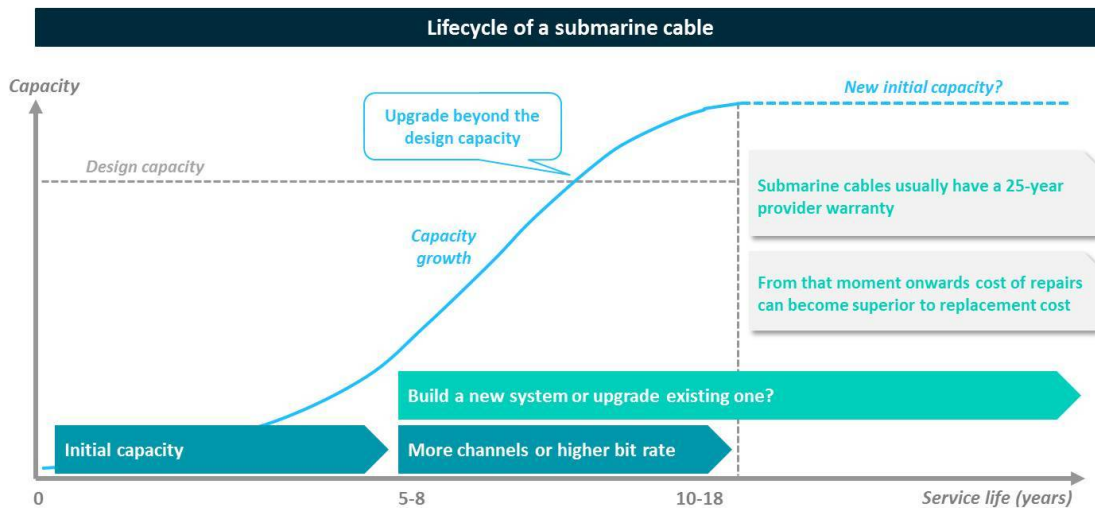 Lifecycle of a submarine cable
Capacity
New initial capacity?
Upgrade beyond the
design capacity
Design capacity
Submarine cables usually have a 25-year
provider warranty
Capacity
growth
From that moment onwards cost of repairs
can become superior to replacement cost
Build a new system or upgrade existing one?
Initial capacity
More channels or higher bit rate
0
5-8
10-18
Service life (years)